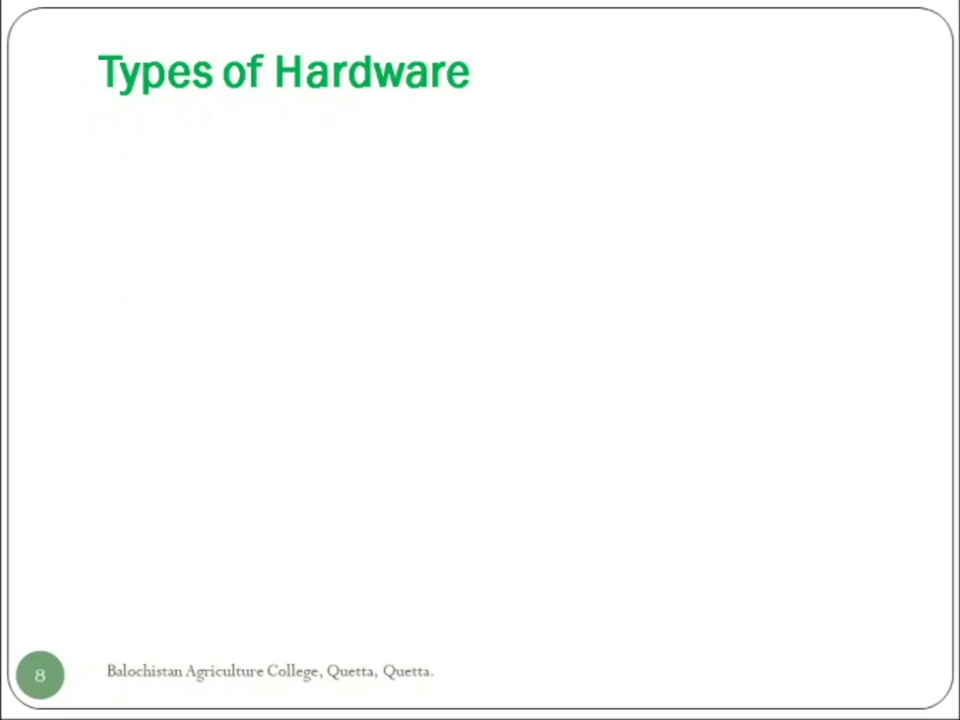 Types of Hardware
8
Balochistan Agriculture College, Quetta, Quetta.